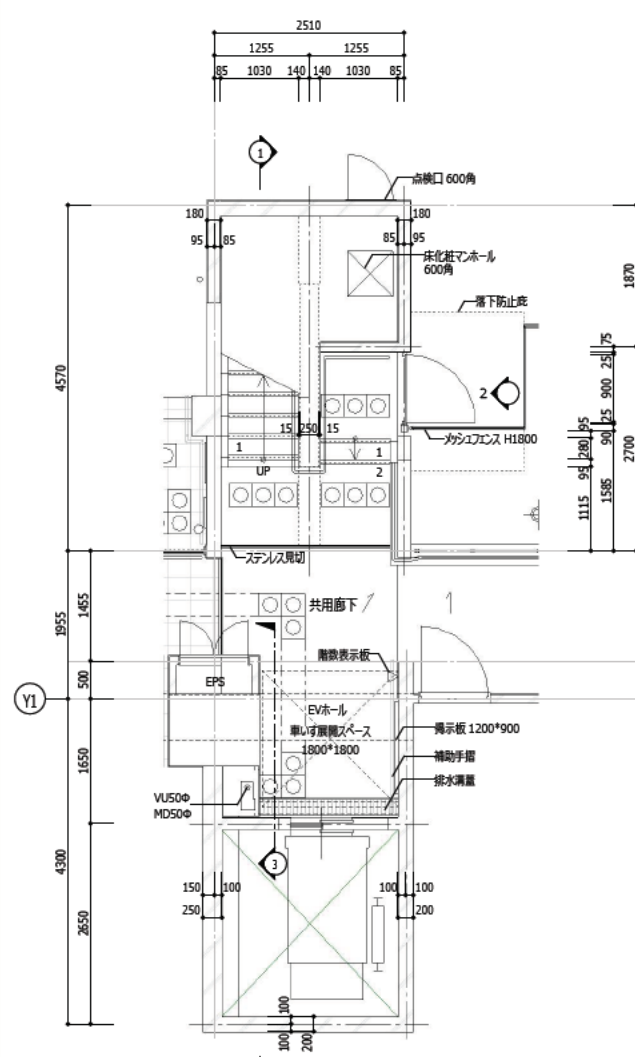 2510
1255 1255
85 1030 140 140 1030 85
1
点検口 600角
180 180
95 85 85 95
床化粧マンホール
600角
落下防止庇
1870
75
25
900
25
90
1585
2700
95
280
95
1115
2
メッシュフェンス H1800
4570
15 250 15
1
UP
1
2
ステンレス見切
共用廊下
1955
1455
500
階数表示板
EPS
Y1
EVホール
車いす展開スペース
1800*1800
掲示板 1200*900
補助手摺
排水溝蓋
1650
VU50Φ
MD50Φ
3
4300
2650
150 100 100 100
250 200
100
100
200